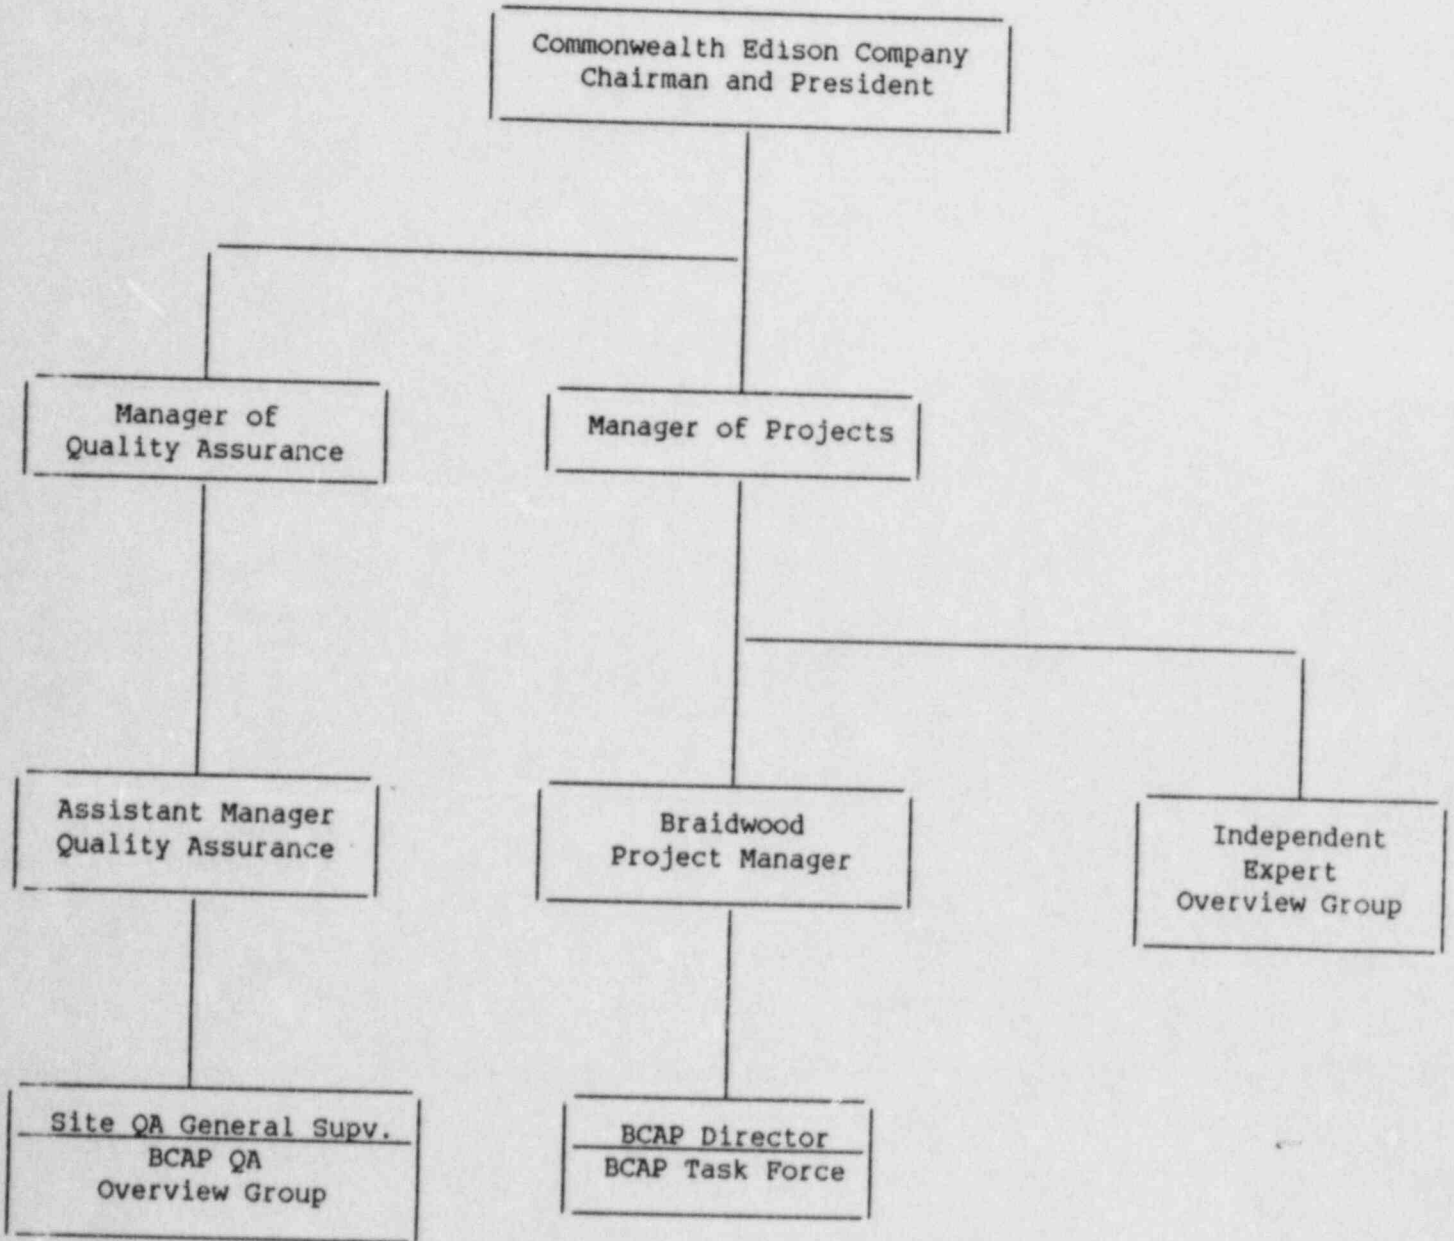 Commonwealth Edison Company
Chairman and President
Manager of
Quality Assurance
Manager of Projects
Assistant Manager
Quality Assurance
Braidwood
Project Manager
Independent
Expert
Overview Group
Site QA General Supv.
BCAP QA
Overview Group
BCAP Director
BCAP Task Force